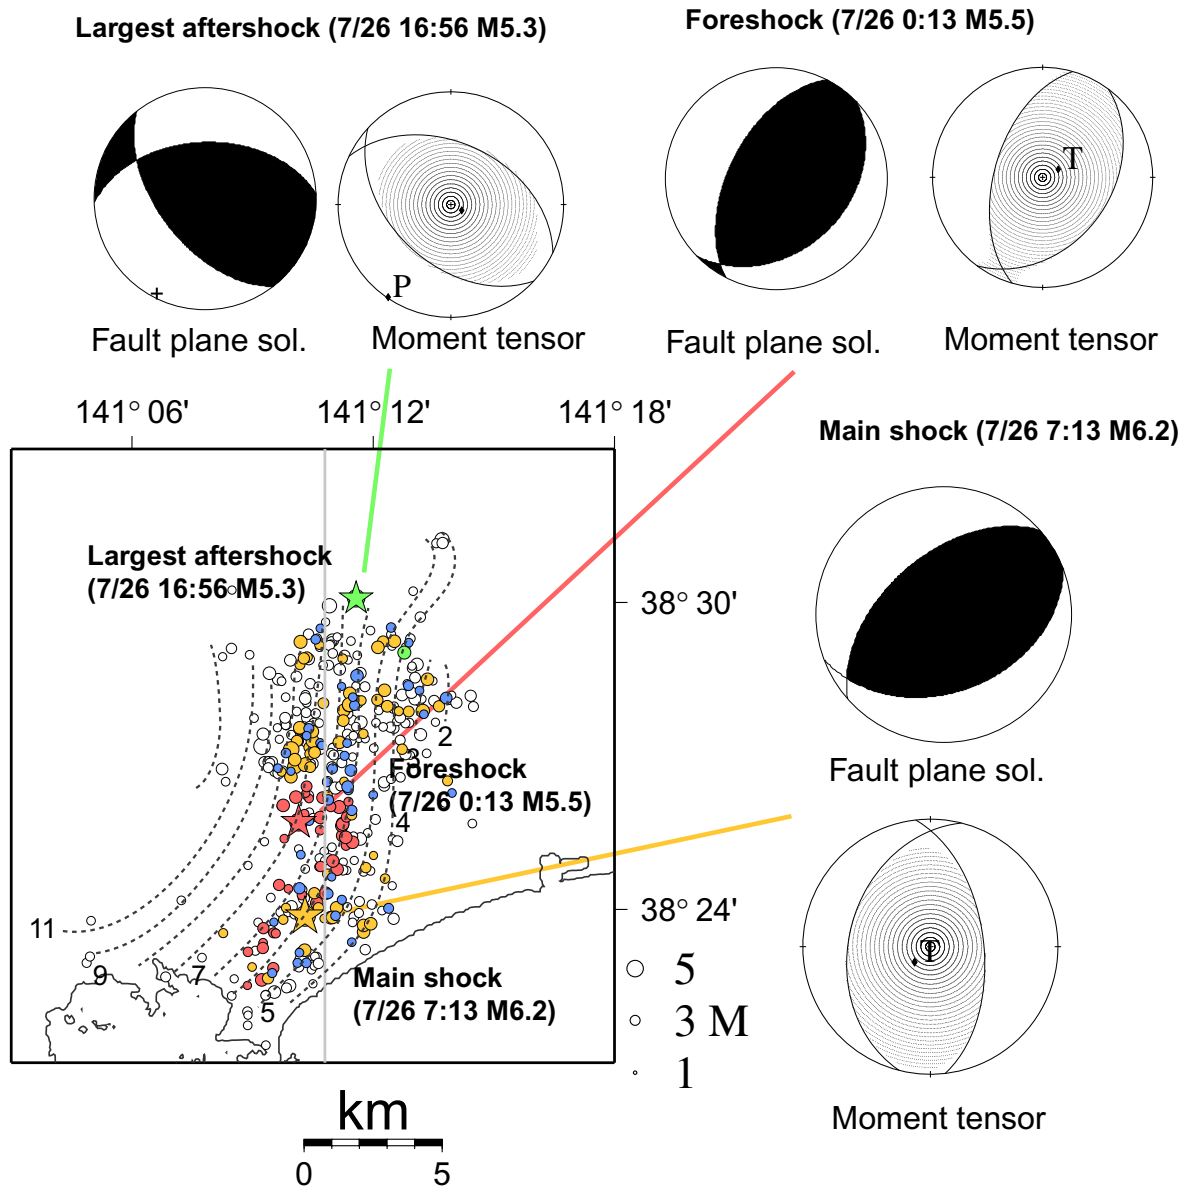 Largest aftershock (7/26 16:56 M5.3)
Foreshock (7/26 0:13 M5.5)
P
T
Fault plane sol.
Moment tensor
Fault plane sol.
Moment tensor
141° 06'
141° 12'
141° 18'
Main shock (7/26 7:13 M6.2)
Largest aftershock
(7/26 16:56 M5.3)
38° 30'
2
3
Foreshock
(7/26 0:13 M5.5)
4
Fault plane sol.
38° 24'
11
9
7
5
Main shock
(7/26 7:13 M6.2)
5
3 M
1
T
Moment tensor
km
0
5